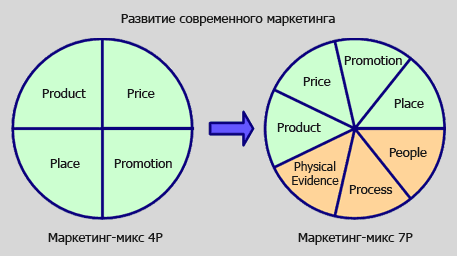 Развитие современного маркетинга
Product
Price
Place
Promotion
Маркетинг-микс 4P
Promotion
Price
Place
Product
People
Physical
Evidence
Process
Маркетинг-микс 7P